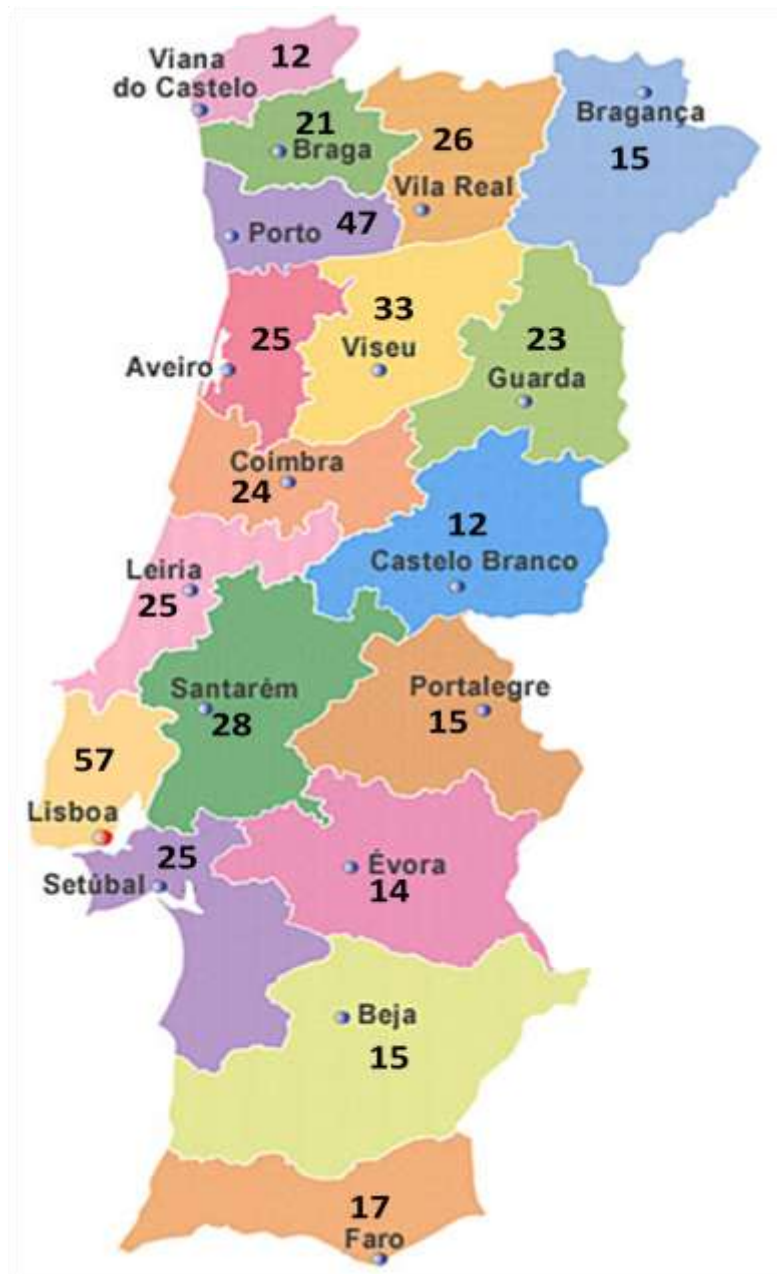 Viana
do Castelo
12
Bragança
15
21
Braga
26
Vila Real
Porto
47
33
Viseu
25
Aveiro
23
Guarda
Coimbra
24
12
Castelo Branco
Leiria
25
Santarém
28
Portalegre
15
57
Lisboa
25
Setúbal
Évora
14
Beja
15
17
Faro